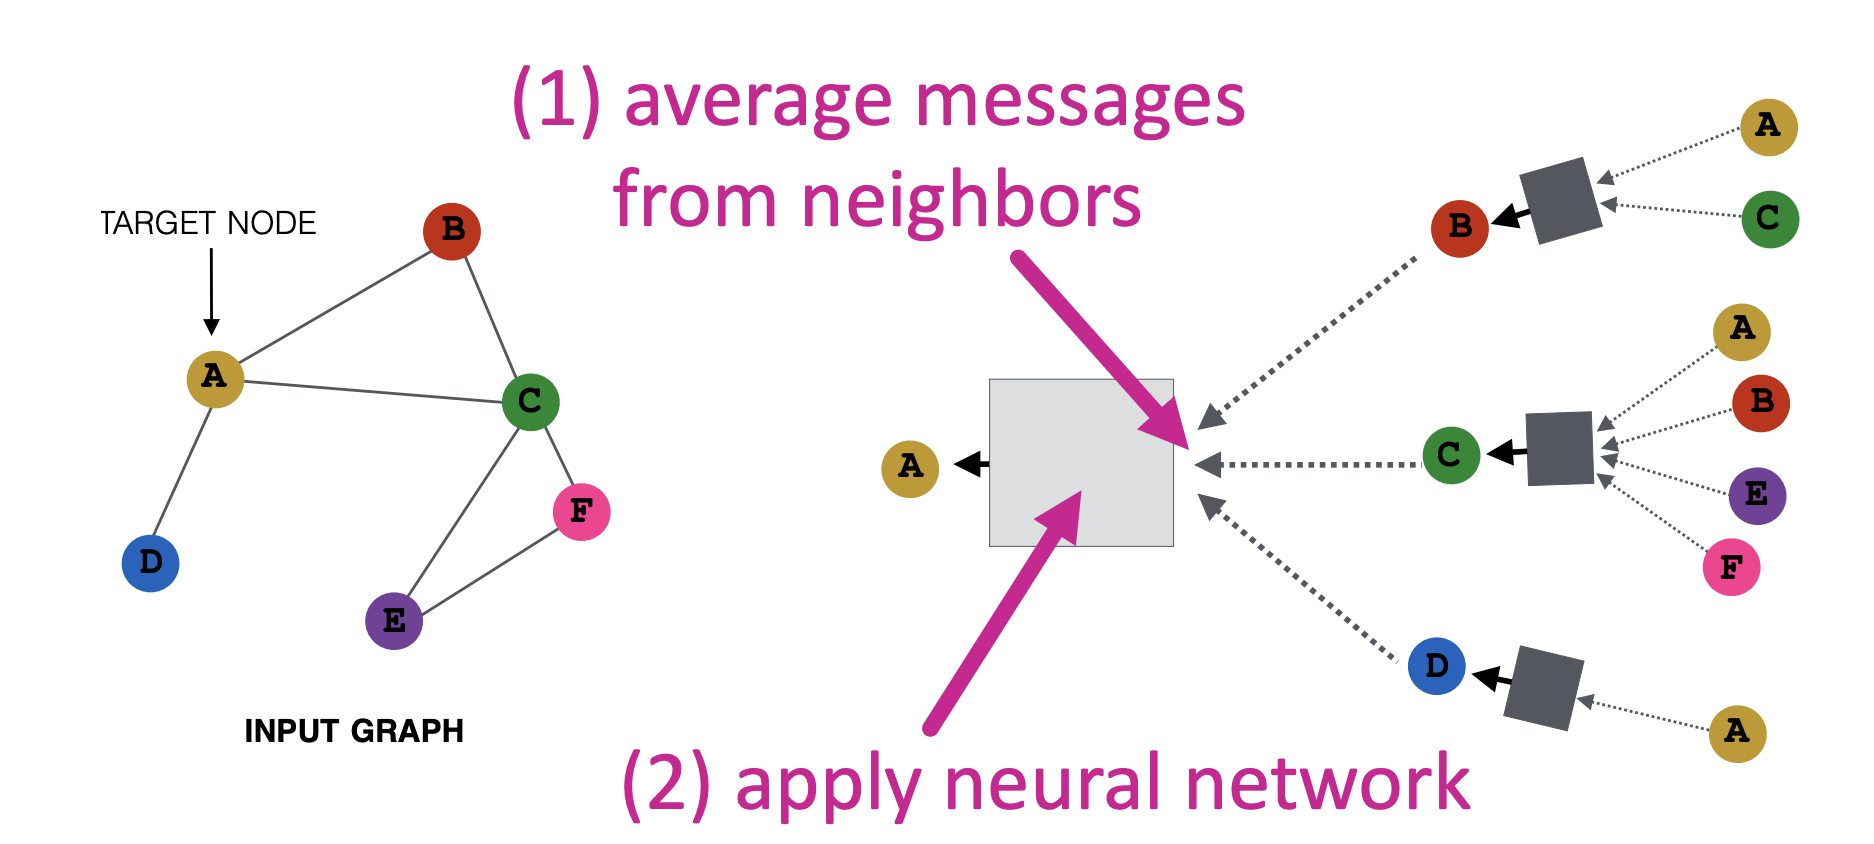 (1) average messages
from neighbors
TARGET NODE
B
A
C
D
F
E
INPUT GRAPH
A
B
A
C
C
A
B
E
F
D
A
(2) apply neural network